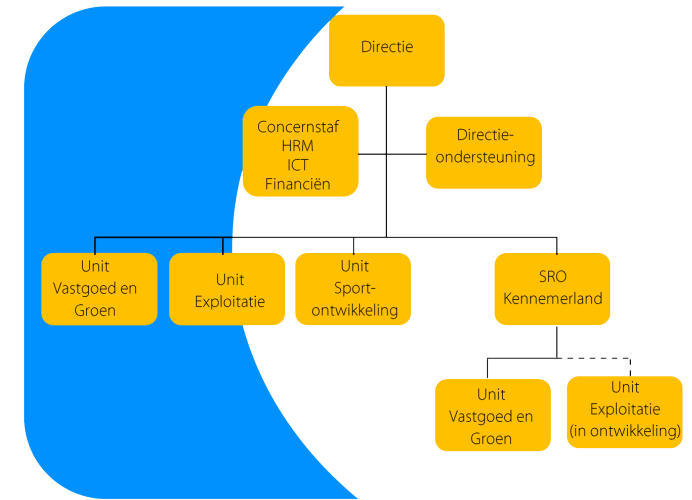 Directie
Concernstaf
HRM
ICT
Financiën
Directie-
ondersteuning
Unit
Vastgoed en
Groen
Unit
Exploitatie
Unit
Sport-
ontwikkeling
SRO
Kennemerland
Unit
Vastgoed en
Groen
Unit
Exploitatie
(in ontwikkeling)